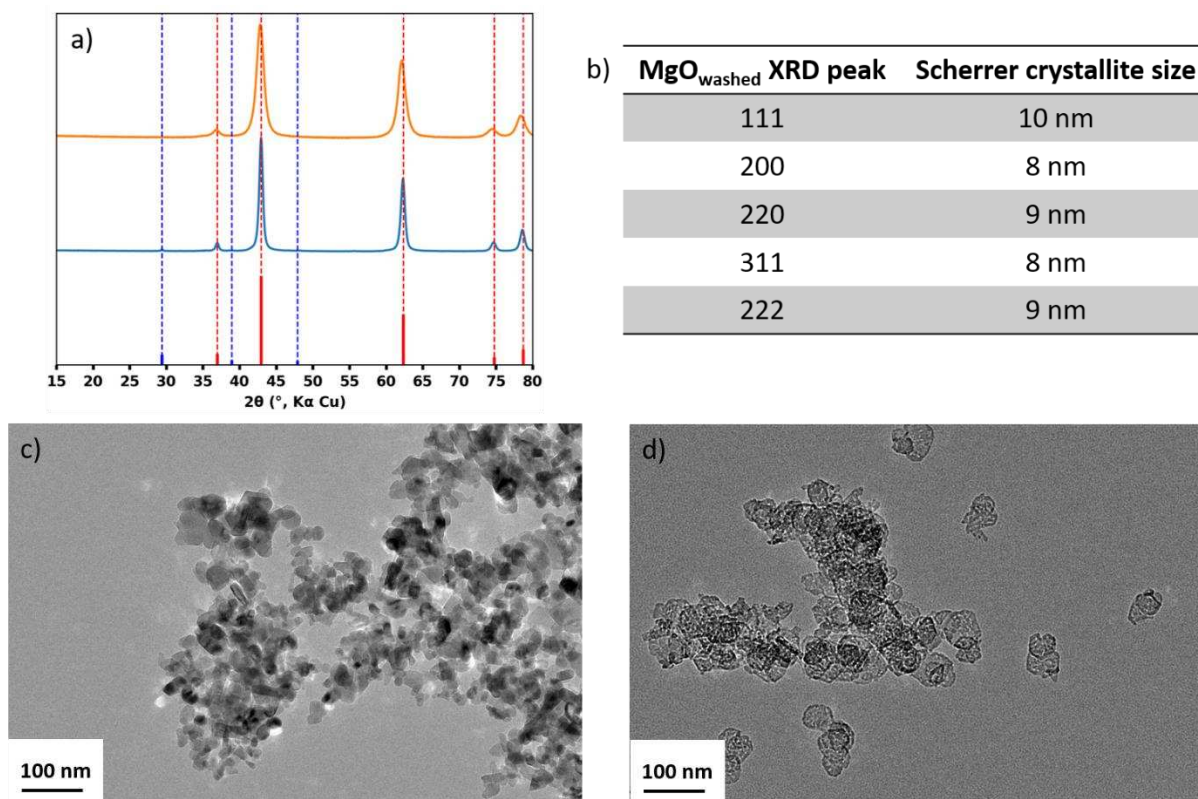 a)
15 20 25 30 35 40 45 50 55 60 65 70 75 80
2θ (°, Kα Cu)
b)
MgOwashed XRD peak Scherrer crystallite size
111 10 nm
200 8 nm
220 9 nm
311 8 nm
222 9 nm
c)
100 nm
d)
100 nm